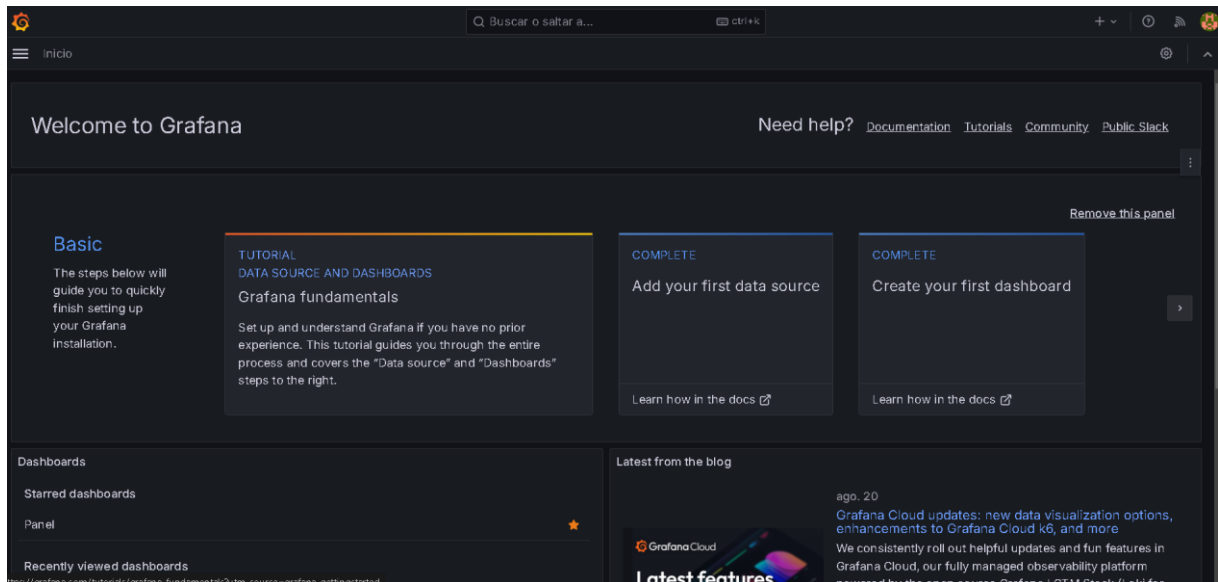 Buscar o saltar a...
ctrl+k
Inicio
Welcome to Grafana
Need help? Documentation Tutorials Community Public Slack
Remove this panel
Basic
The steps below will
guide you to quickly
finish setting up
your Grafana
installation.
TUTORIAL
DATA SOURCE AND DASHBOARDS
Grafana fundamentals
Set up and understand Grafana if you have no prior
experience. This tutorial guides you through the entire
process and covers the “Data source” and “Dashboards”
steps to the right.
COMPLETE
Add your first data source
Learn how in the docs
COMPLETE
Create your first dashboard
Learn how in the docs
Dashboards
Starred dashboards
Panel
Recently viewed dashboards
Latest from the blog
Grafana Cloud
Latest features
ago. 20
Grafana Cloud updates: new data visualization options,
enhancements to Grafana Cloud k6, and more
We consistently roll out helpful updates and fun features in
Grafana Cloud, our fully managed observability platform